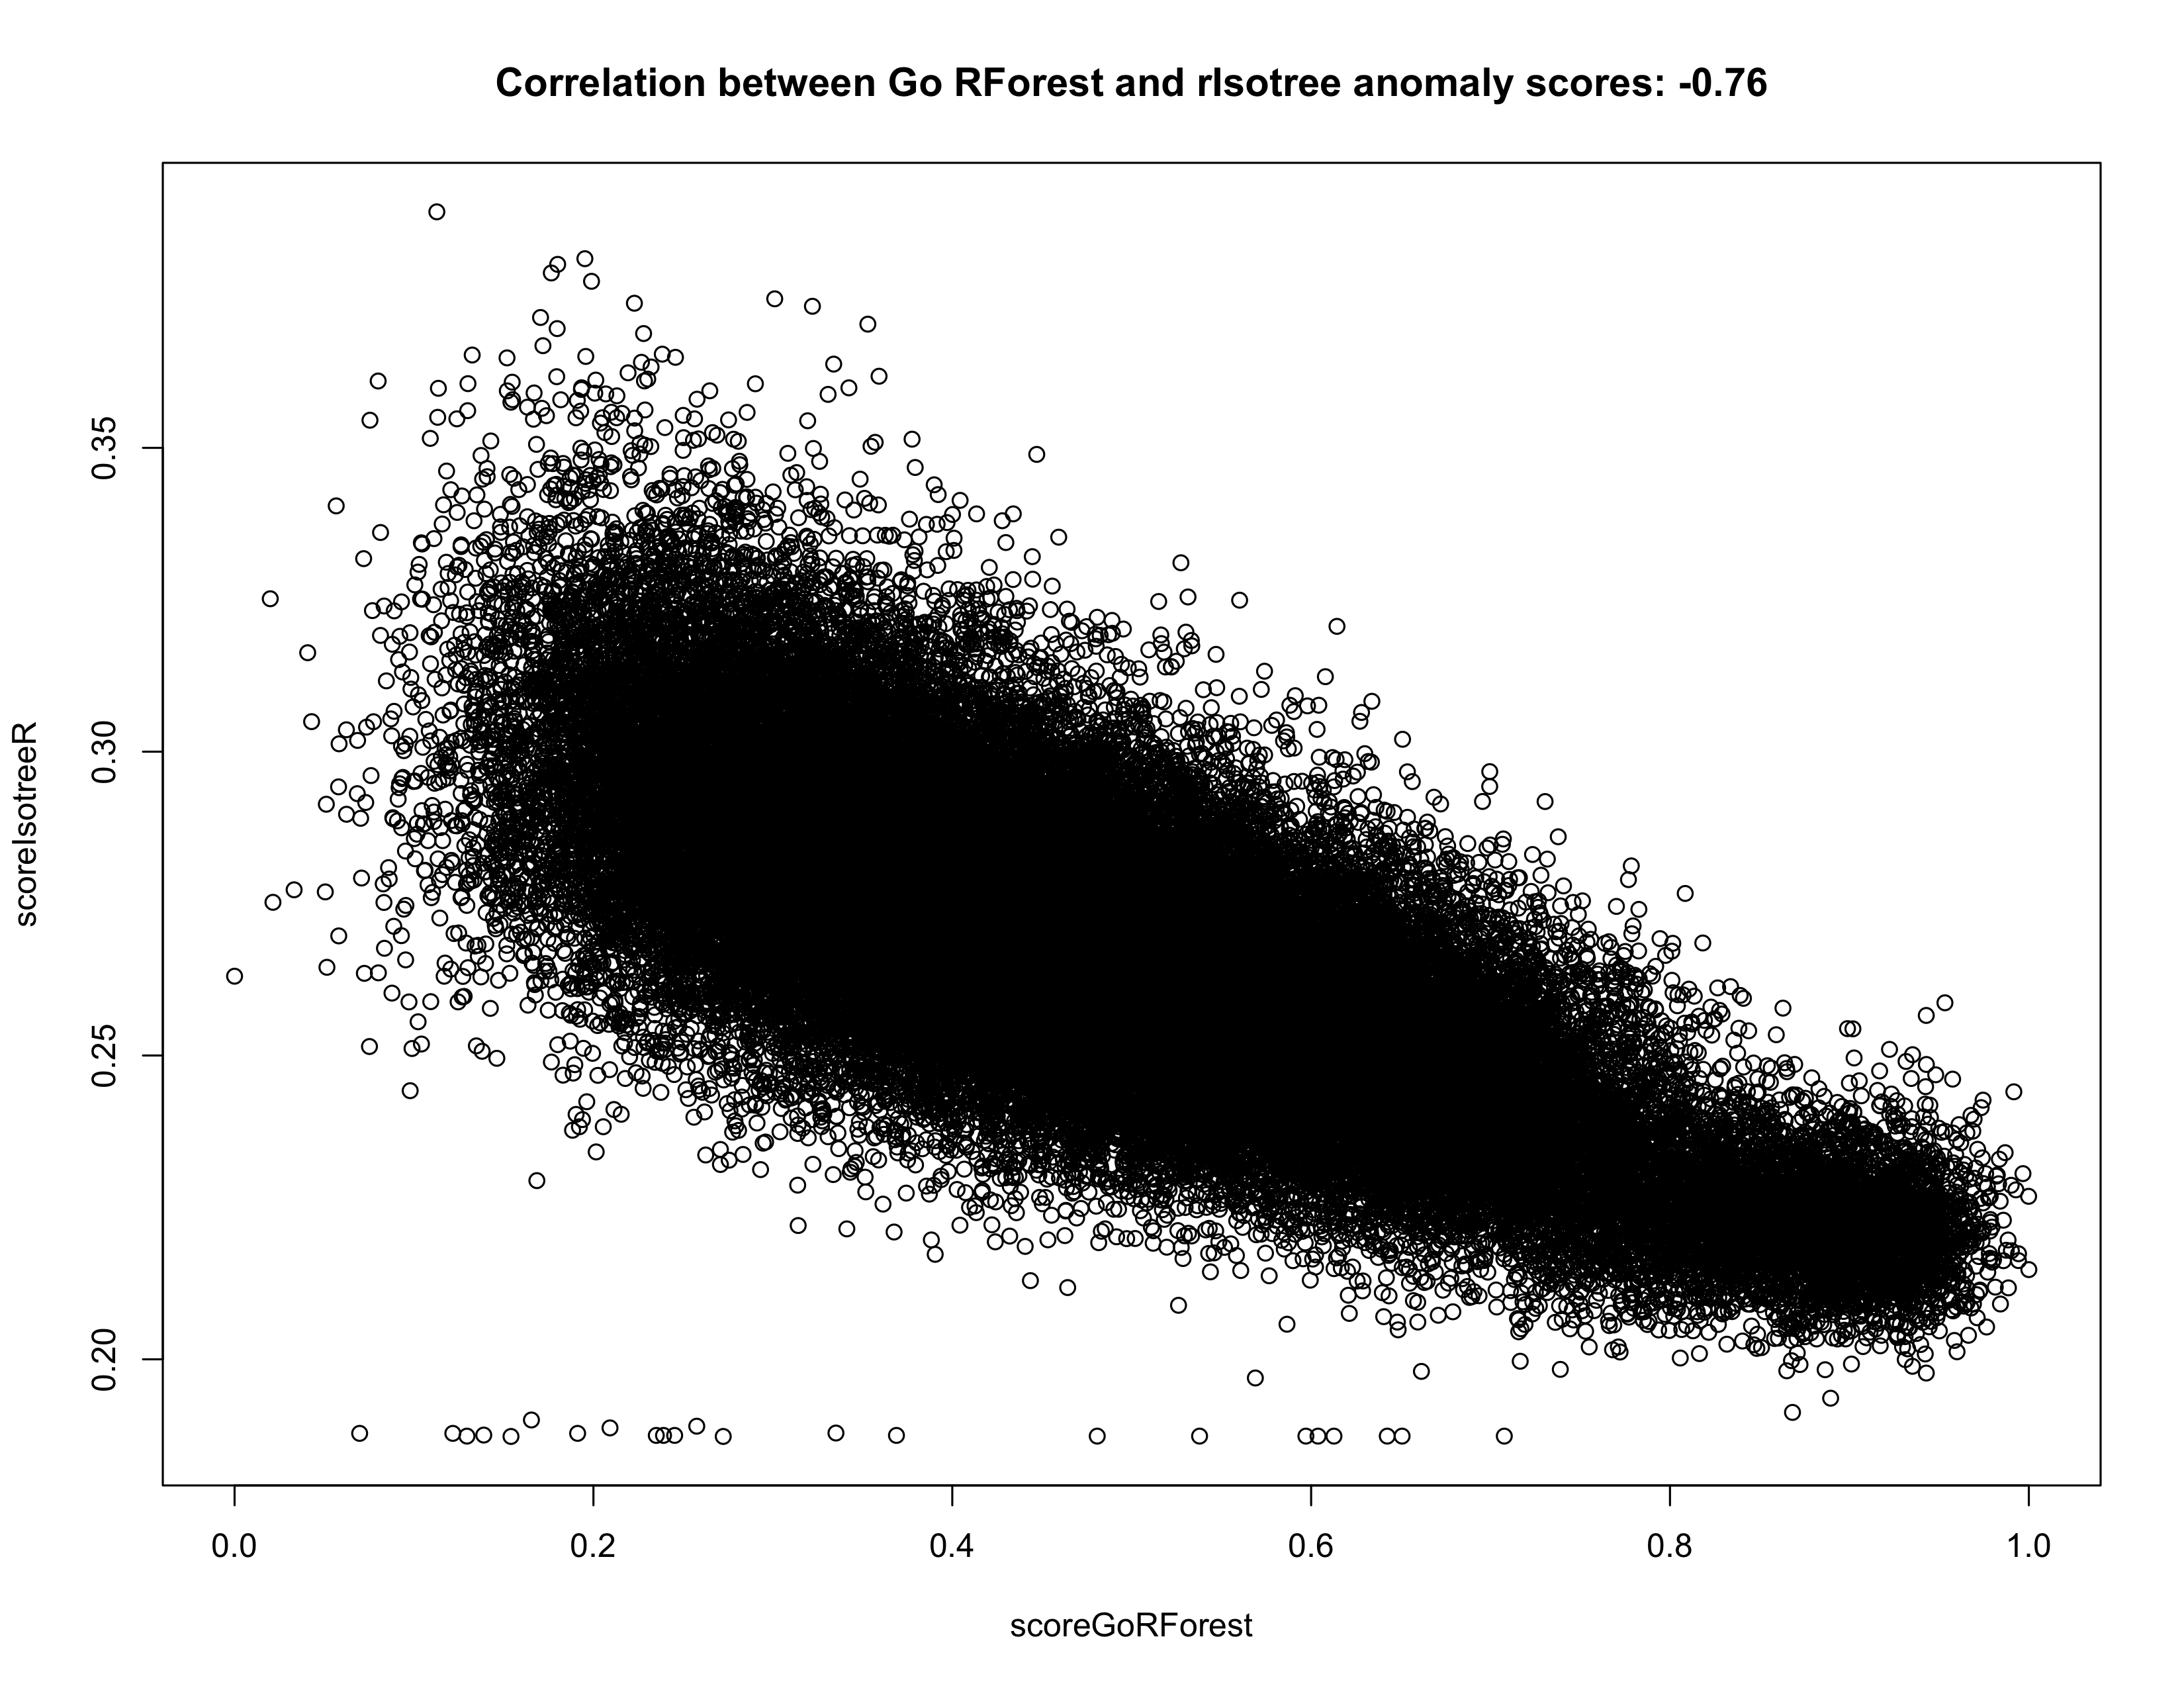 Correlation between Go RForest and rIsotree anomaly scores: -0.76
scoreIsotreeR
0.35
0.30
0.25
0.20
0.0 0.2 0.4 0.6 0.8 1.0
scoreGoRForest